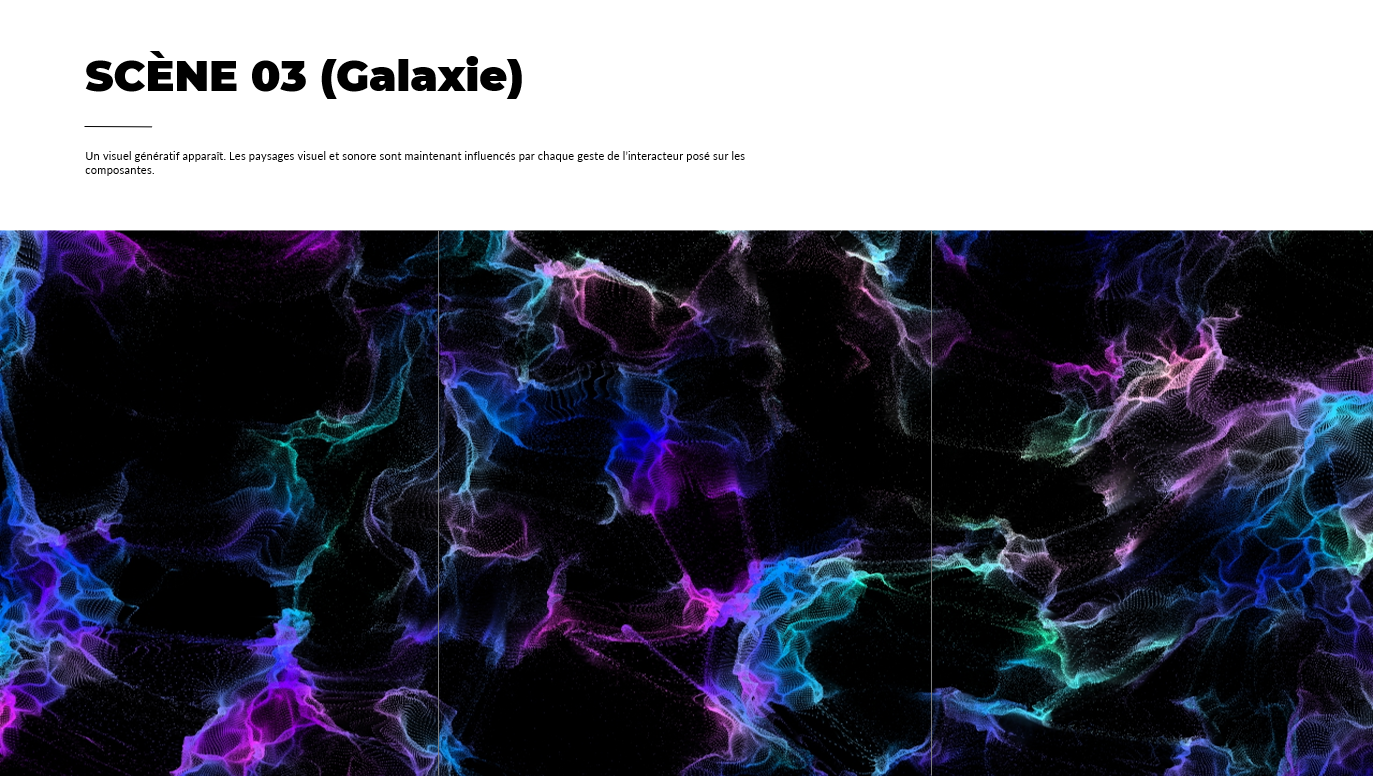 SCÈNE 03 (Galaxie)
Un visuel génératif apparaît. Les paysages visuel et sonore sont maintenant influencés par chaque geste de l'interacteur posé sur les
composantes.